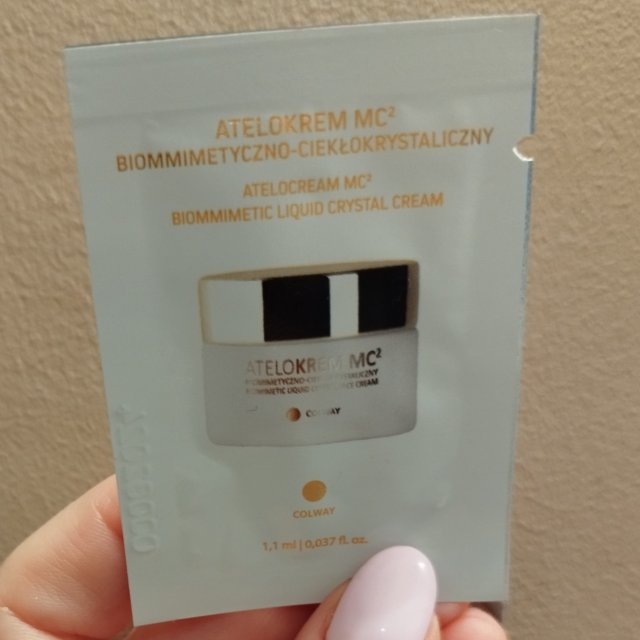 ATELOKREM MC²
BIOMMIMETYCZNO-CIEKŁOKRYSTALICZNY
ATELOCREAM MC²
BIOMMIMETIC LIQUID CRYSTAL CREAM
ATELOKREM MC²
COLWAY
COLWAY
1,1 ml | 0,037 fl. oz.